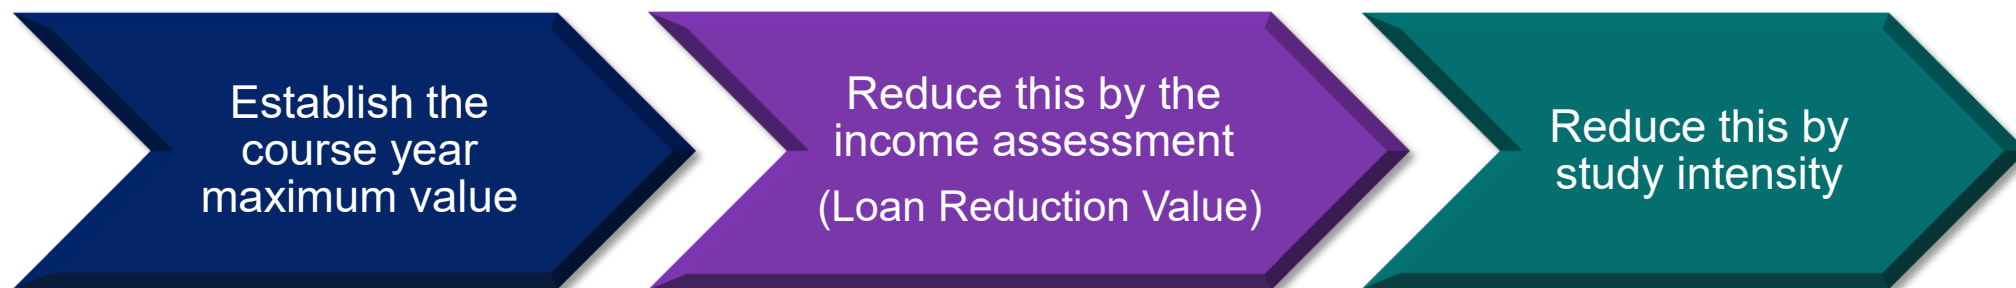 Establish the
course year
maximum value
Reduce this by the
income assessment
(Loan Reduction Value)
Reduce this by
study intensity